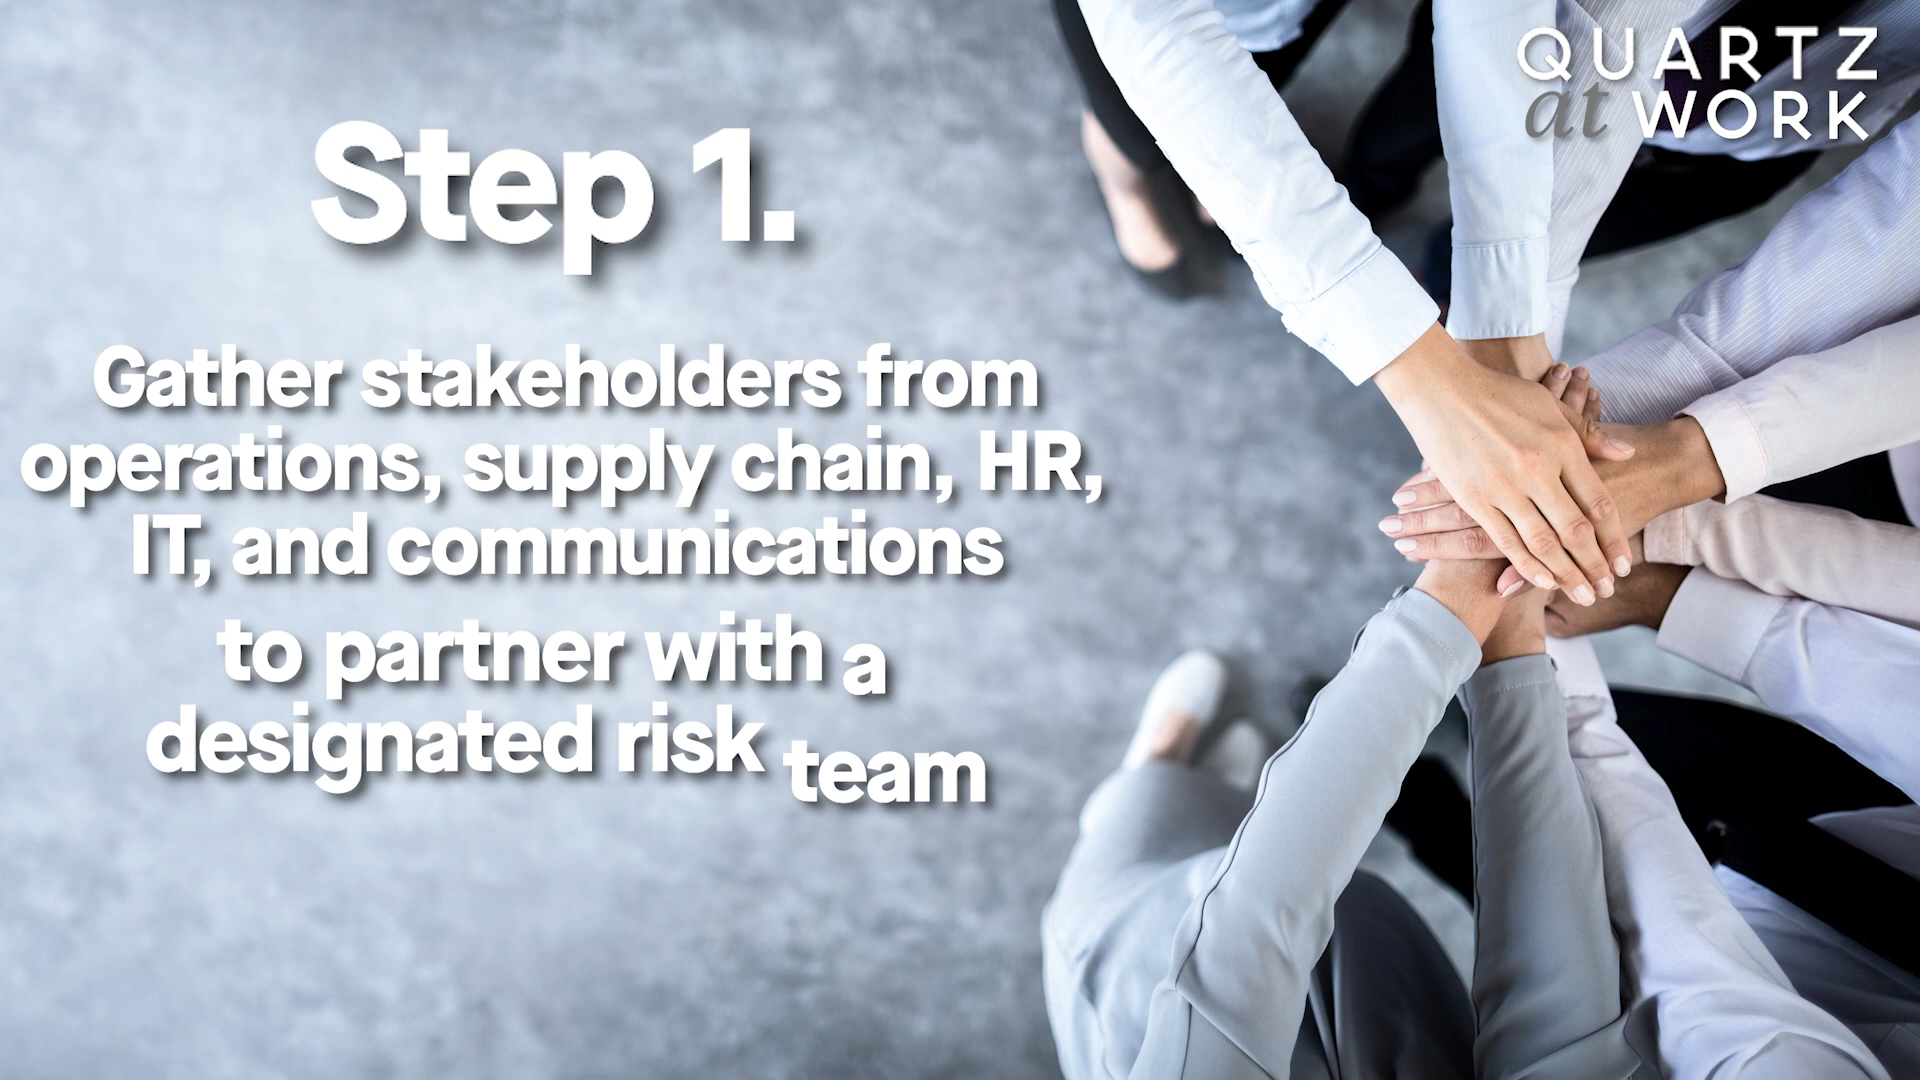 QUARTZ
at WORK
Step 1.
Gather stakeholders from
operations, supply chain, HR,
IT, and communications
to partner with a
designated risk team